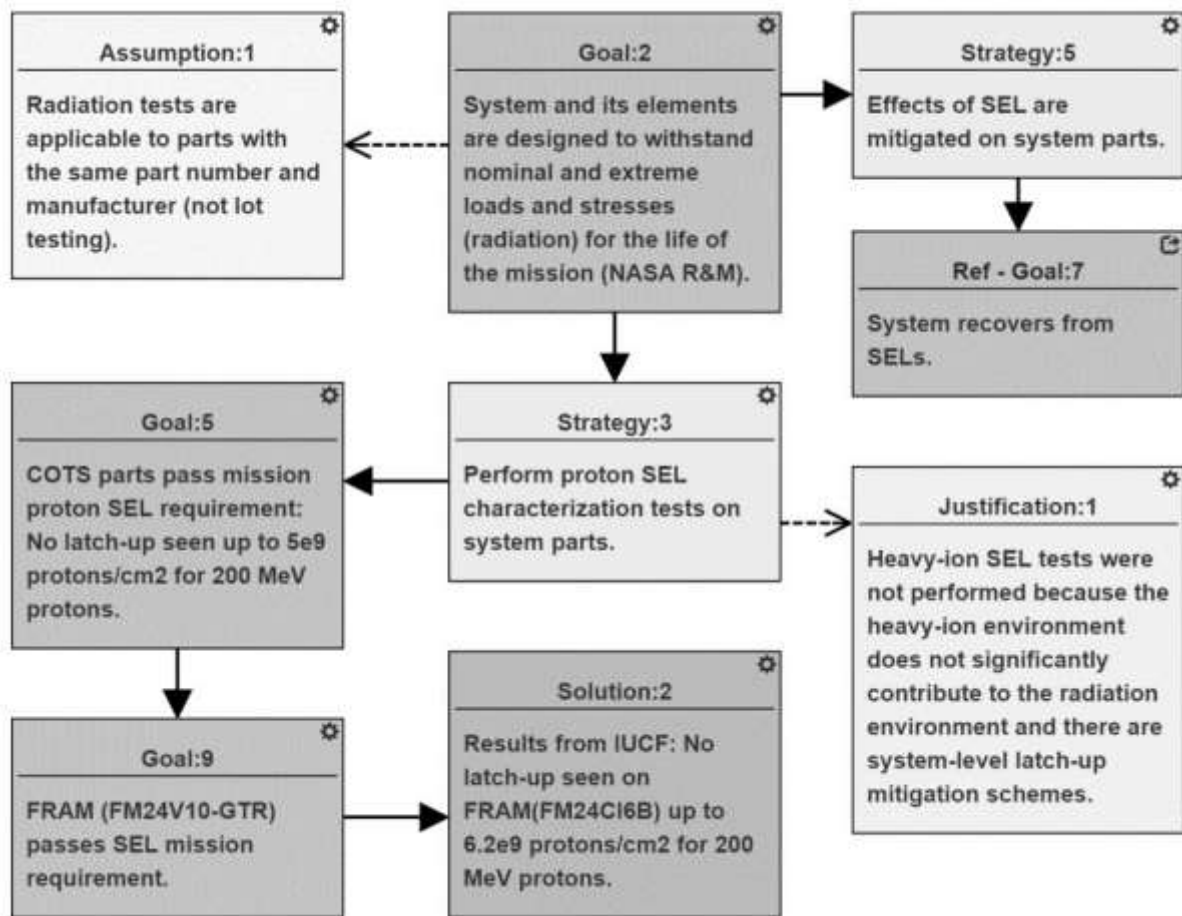 Assumption:1
Radiation tests are
applicable to parts with
the same part number and
manufacturer (not lot
testing).
Goal:2
System and its elements
are designed to withstand
nominal and extreme
loads and stresses
(radiation) for the life of
the mission (NASA R&M).
Strategy:5
Effects of SEL are
mitigated on system parts.
Ref - Goal:7
System recovers from
SELs.
Goal:5
COTS parts pass mission
proton SEL requirement:
No latch-up seen up to 5e9
protons/cm2 for 200 MeV
protons.
Strategy:3
Perform proton SEL
characterization tests on
system parts.
Justification:1
Heavy-ion SEL tests were
not performed because the
heavy-ion environment
does not significantly
contribute to the radiation
environment and there are
system-level latch-up
mitigation schemes.
Goal:9
FRAM (FM24V10-GTR)
passes SEL mission
requirement.
Solution:2
Results from IUCF: No
latch-up seen on
FRAM(FM24CI6B) up to
6.2e9 protons/cm2 for 200
MeV protons.